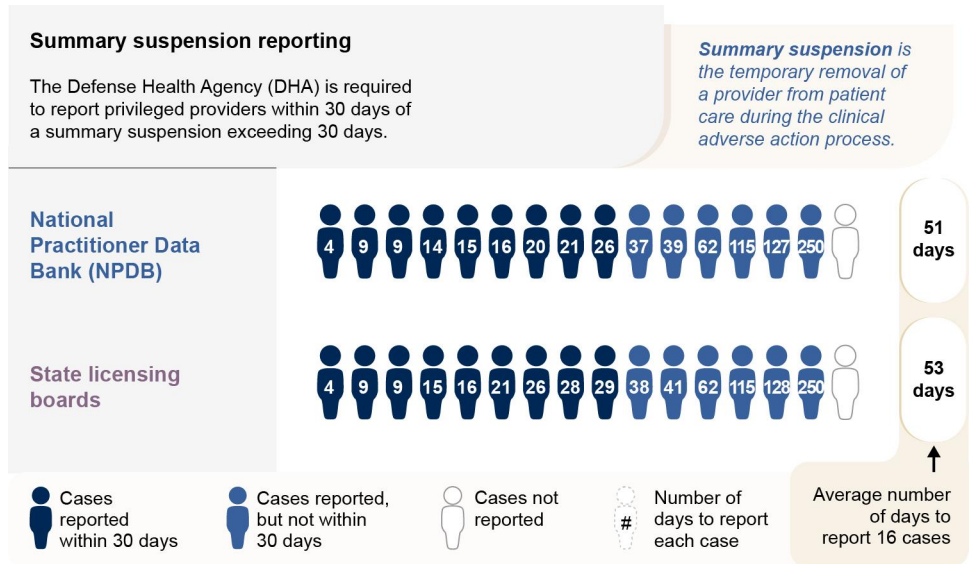 Summary suspension reporting
The Defense Health Agency (DHA) is required
to report privileged providers within 30 days of
a summary suspension exceeding 30 days.
Summary suspension is
the temporary removal of
a provider from patient
care during the clinical
adverse action process.
National
Practitioner Data
Bank (NPDB)
4 9 9 14 15 16 20 21 26 37 39 62 115 127 250
51
days
State licensing
boards
4 9 9 15 16 21 26 28 29 38 41 62 115 128 250
53
days
Cases
reported
within 30 days
Cases reported,
but not within
30 days
Cases not
reported
#
Number of
days to report
each case
Average number
of days to
report 16 cases